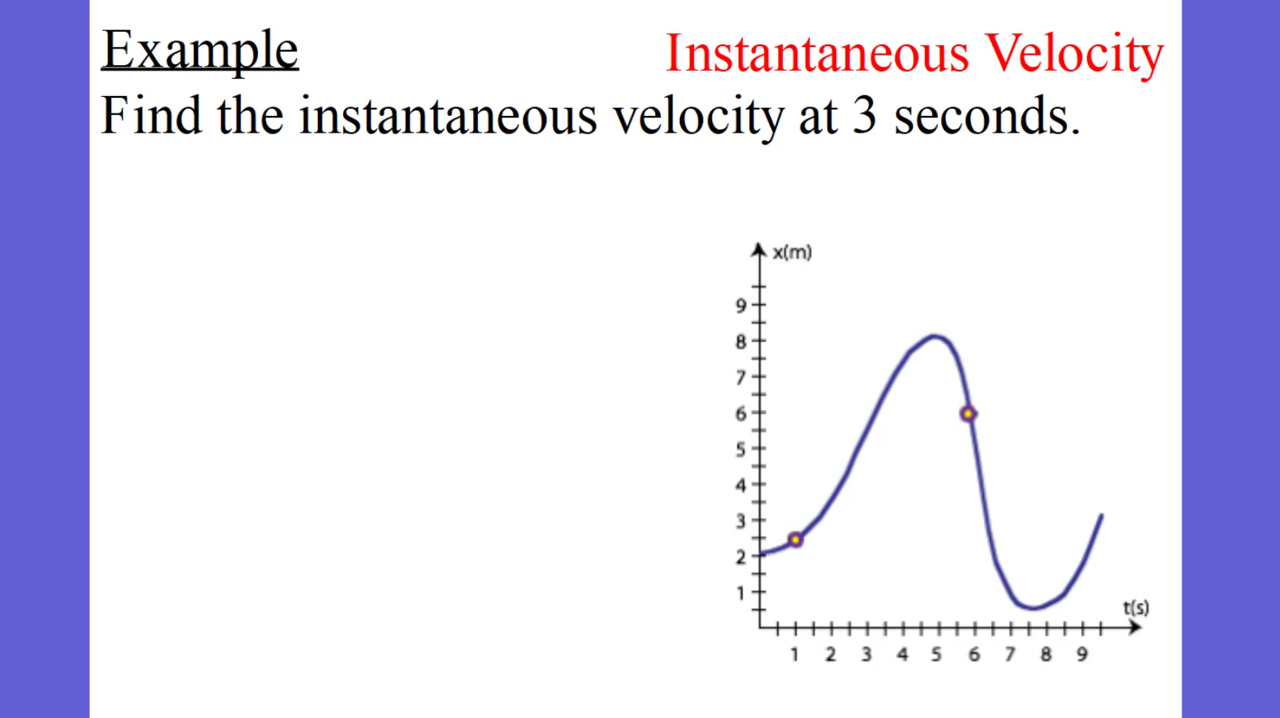 Example
Instantaneous Velocity
Find the instantaneous velocity at 3 seconds.
x(m)
9
8
7
6
5
4
3
2
1
t(s)
1 2 3 4 5 6 7 8 9